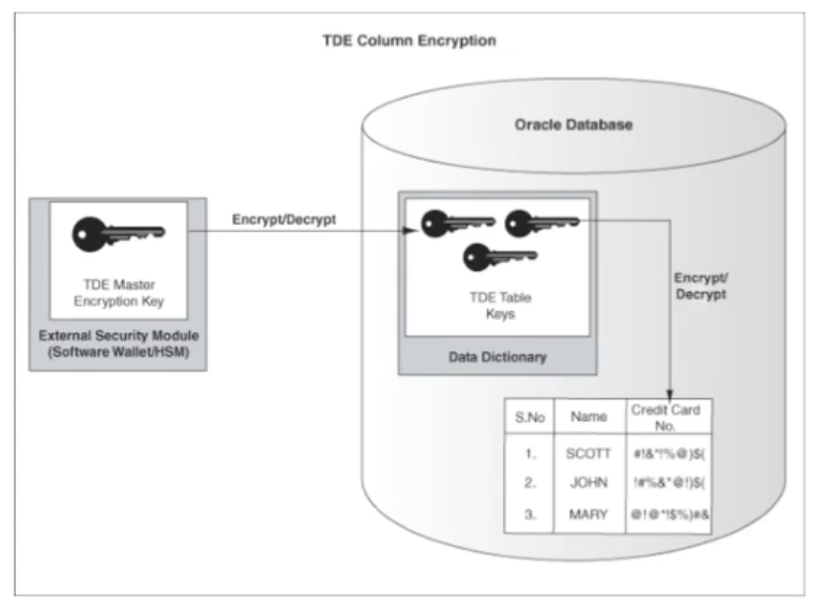 TDE Column Encryption
Oracle Database
Encrypt/Decrypt
TDE Master
Encryption Key
External Security Module
(Software Wallet/HSM)
TDE Table
Keys
Data Dictionary
Encrypt/
Decrypt
S.No Name Credit Card
No.
1. SCOTT #!&*!%@)$(
2. JOHN !#%&*@!)$(
3. MARY @!@*!$%)#&